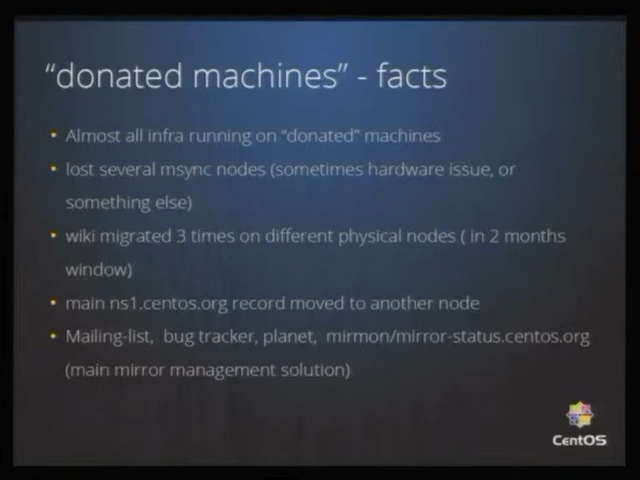 “donated machines” - facts
• Almost all infra running on “donated” machines
• lost several msync nodes (sometimes hardware issue, or
something else)
• wiki migrated 3 times on different physical nodes ( in 2 months
window)
• main ns1.centos.org record moved to another node
• Mailing-list, bug tracker, planet, mirmon/mirror-status.centos.org
(main mirror management solution)
CentOS